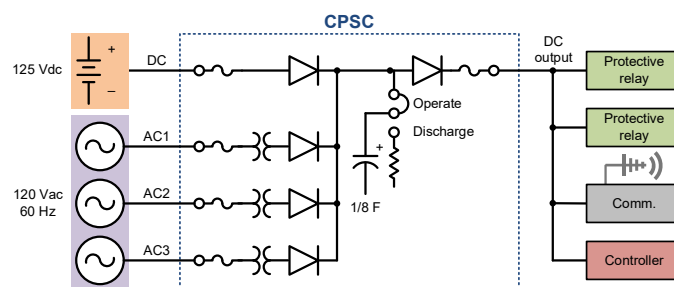 CPSC
125 Vdc
+
–
DC
DC
output
Protective
relay
Operate
AC1
Discharge
Protective
relay
+
120 Vac
60 Hz
AC2
1/8 F
Comm.
AC3
Controller